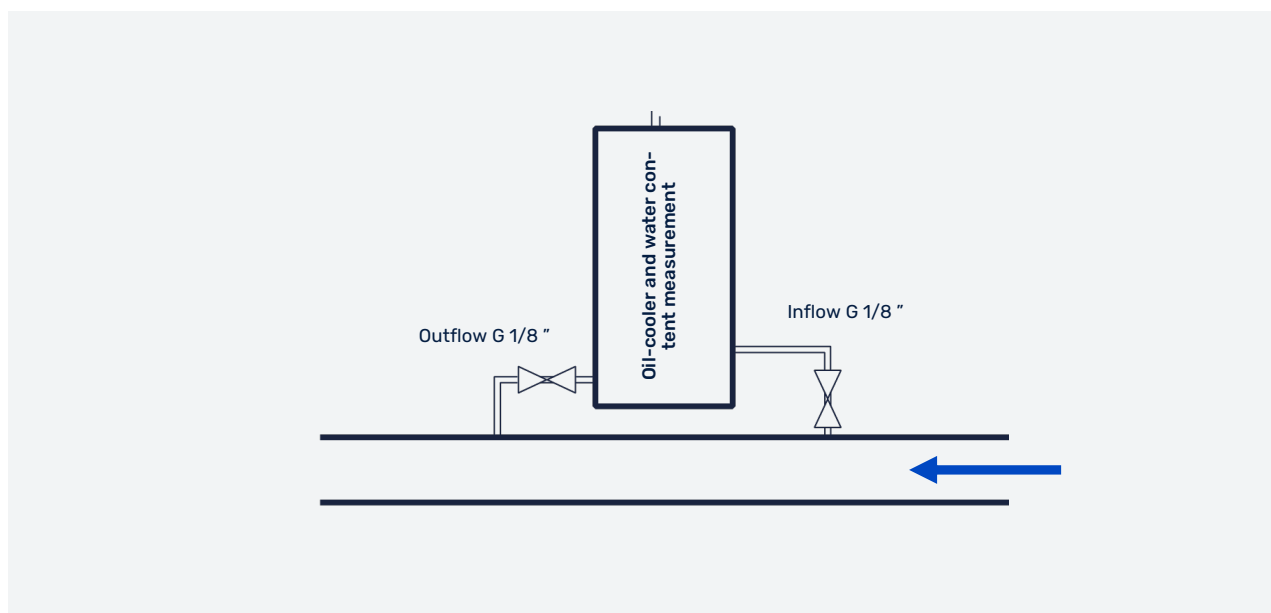 Oil-cooler and water con-
tent measurement
Inflow G 1/8 ”
Outflow G 1/8 ”